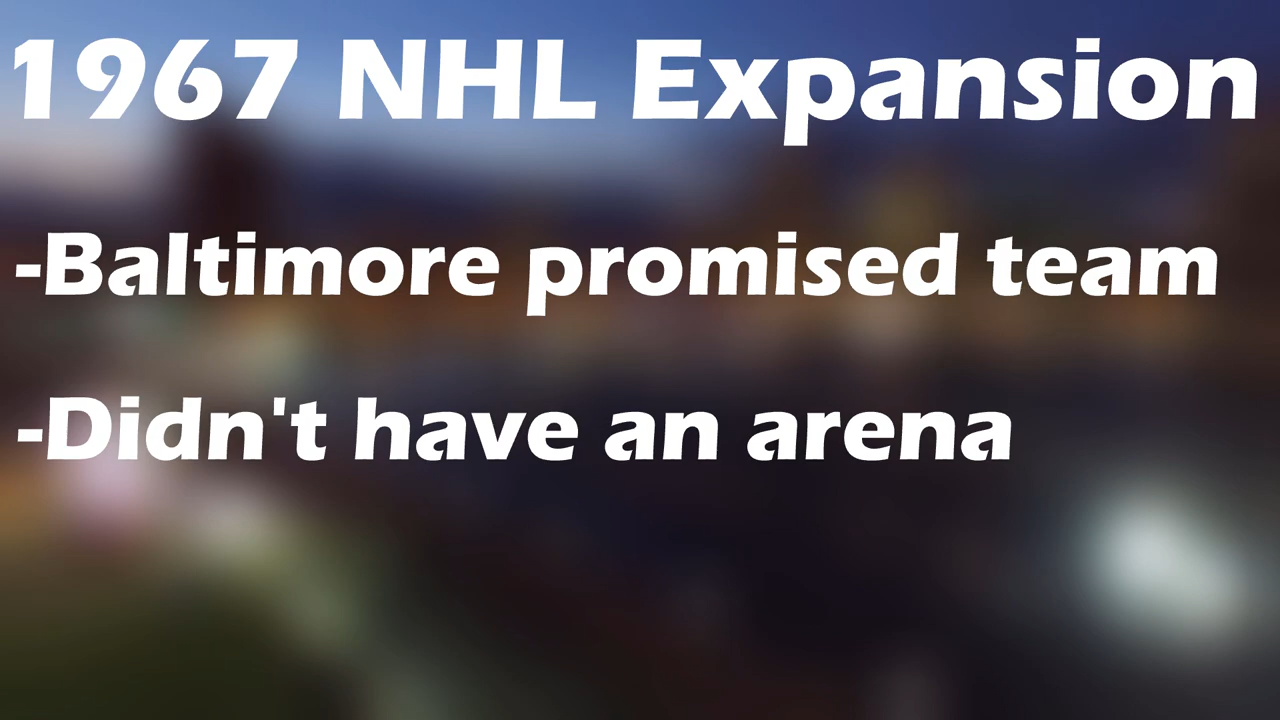 1967 NHL Expansion
-Baltimore promised team
-Didn't have an arena